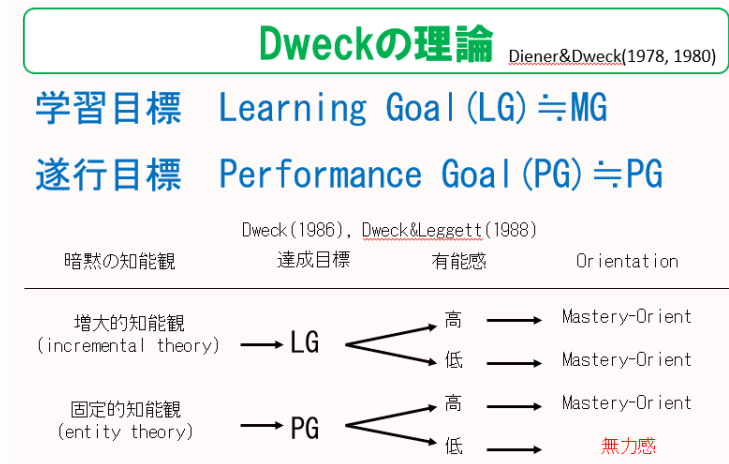 Dweckの理論 Diener&Dweck(1978, 1980)
学習目標 Learning Goal(LG)≒MG
遂行目標 Performance Goal(PG)≒PG
Dweck(1986), Dweck&Leggett(1988)
暗黙の知能観 達成目標 有能感 Orientation
増大的知能観
(incremental theory)
LG
高 Mastery-Orient
低 Mastery-Orient
固定的知能観
(entity theory)
PG
高 Mastery-Orient
低 無力感